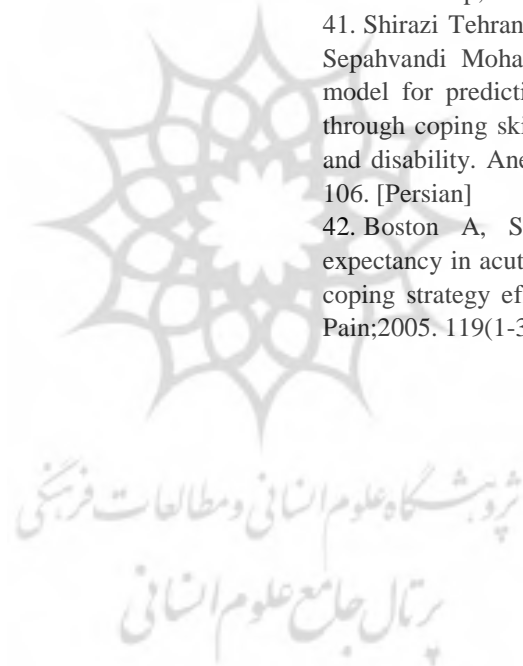 41. Shirazi Tehran
Sepahvandi Moha
model for predicti
through coping ski
and disability. Ane
106. [Persian]
42. Boston A, S
expectancy in acut
coping strategy ef
Pain;2005. 119(1-3
پژوهشگاه علوم انسانی و مطالعات فرهنگی
پرتال جامع علوم انسانی